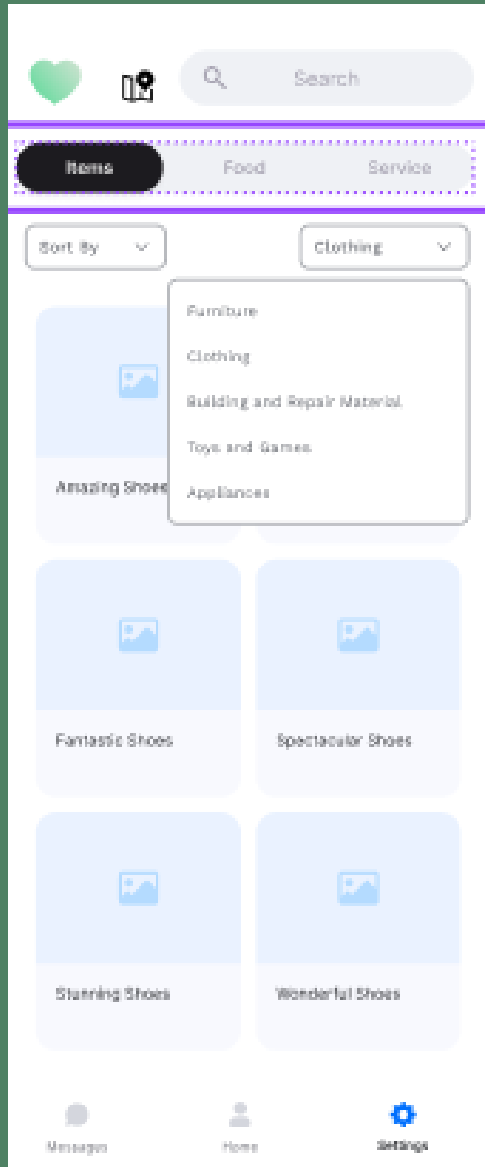 Search
Items Food Service
Sort By Clothing
Furniture
Clothing
Building and Repair Material
Toys and Games
Appliances
Amazing Shoes
Fantastic Shoes Spectacular Shoes
Stunning Shoes Wonderful Shoes
Messages Home Settings